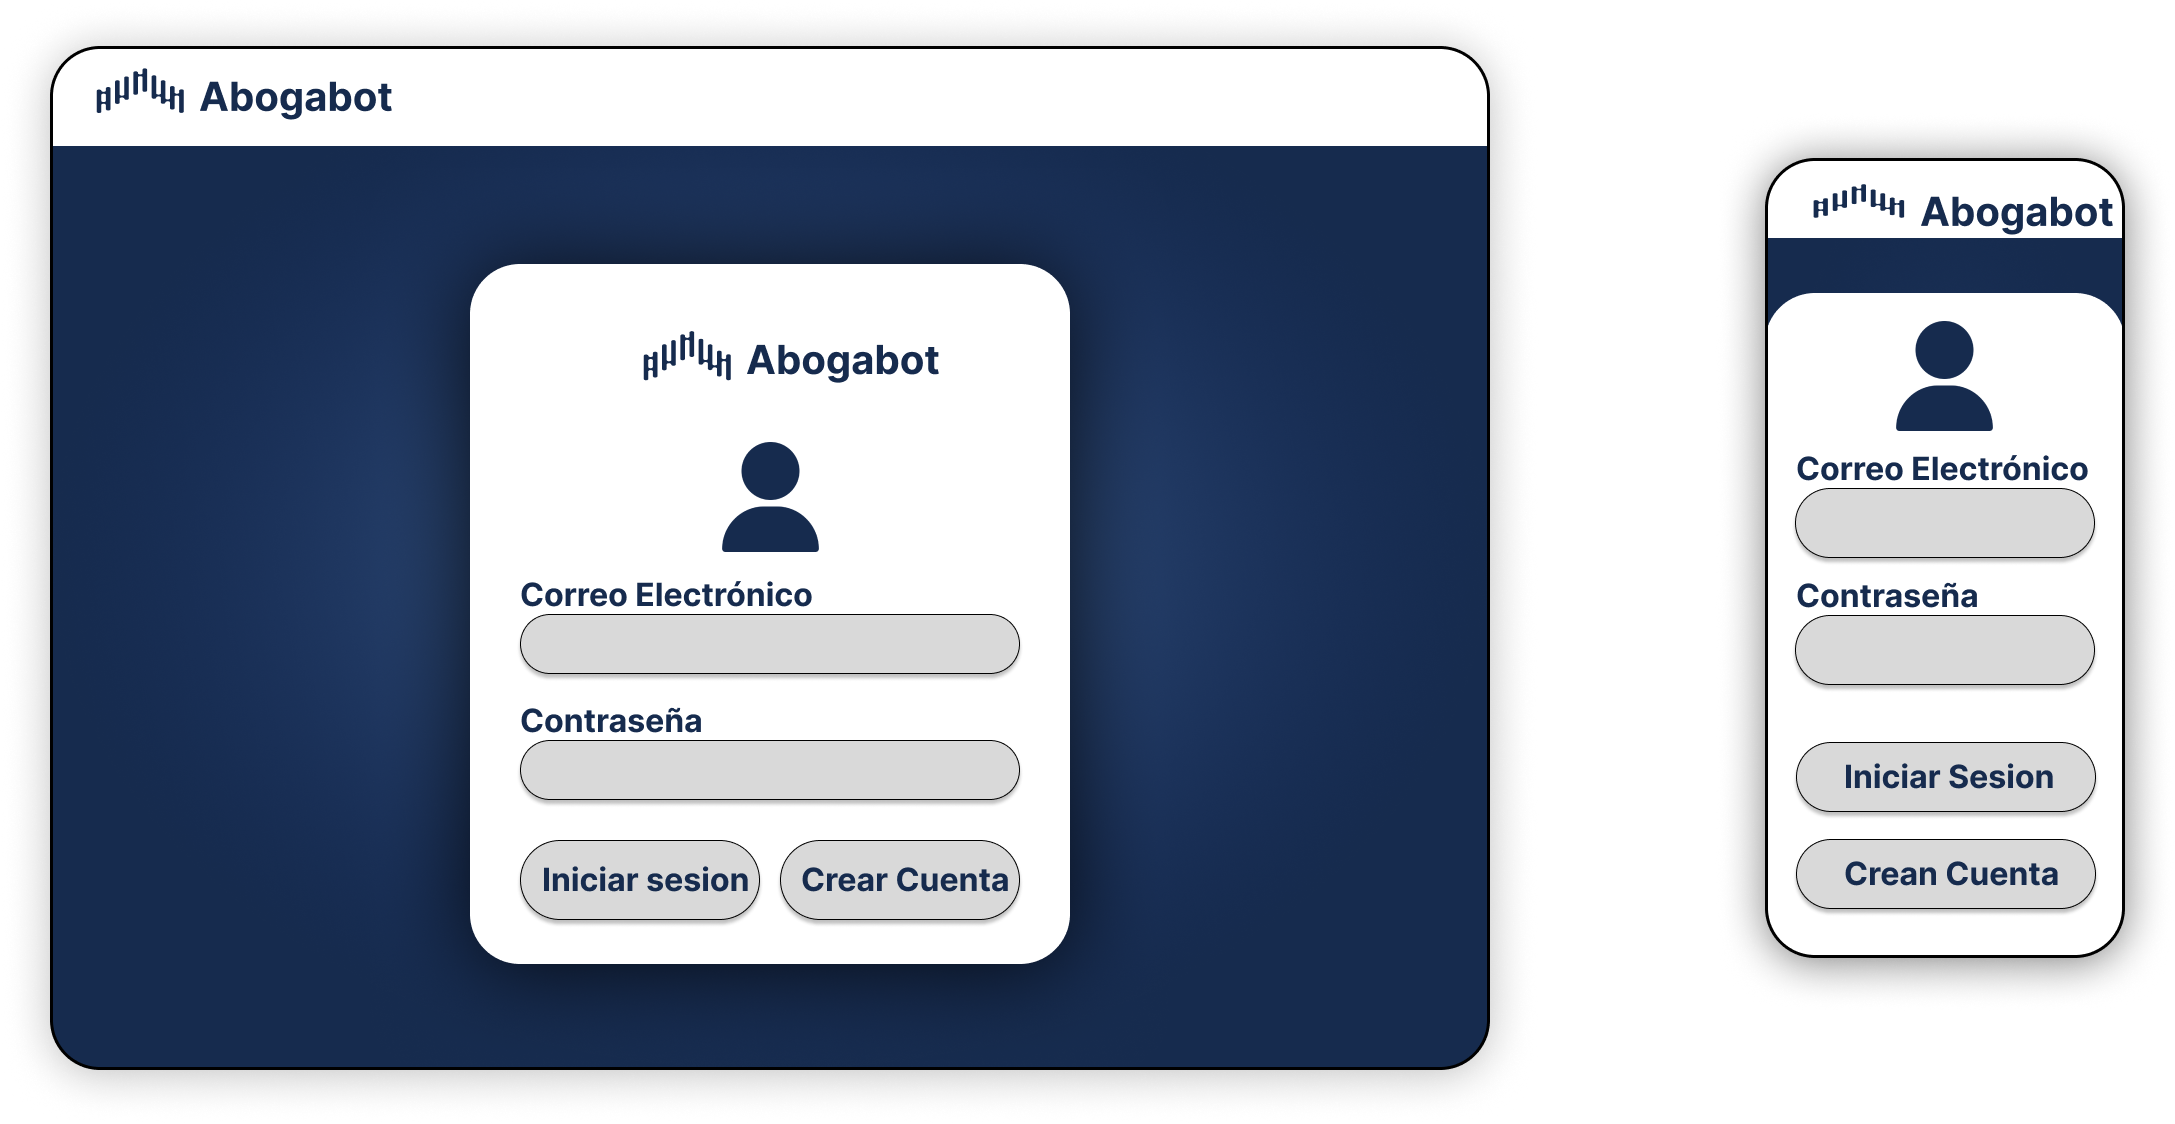 Abogabot
Abogabot
Correo Electrónico
Contraseña
Iniciar sesion
Crear Cuenta
Abogabot
Correo Electrónico
Contraseña
Iniciar Sesion
Crean Cuenta